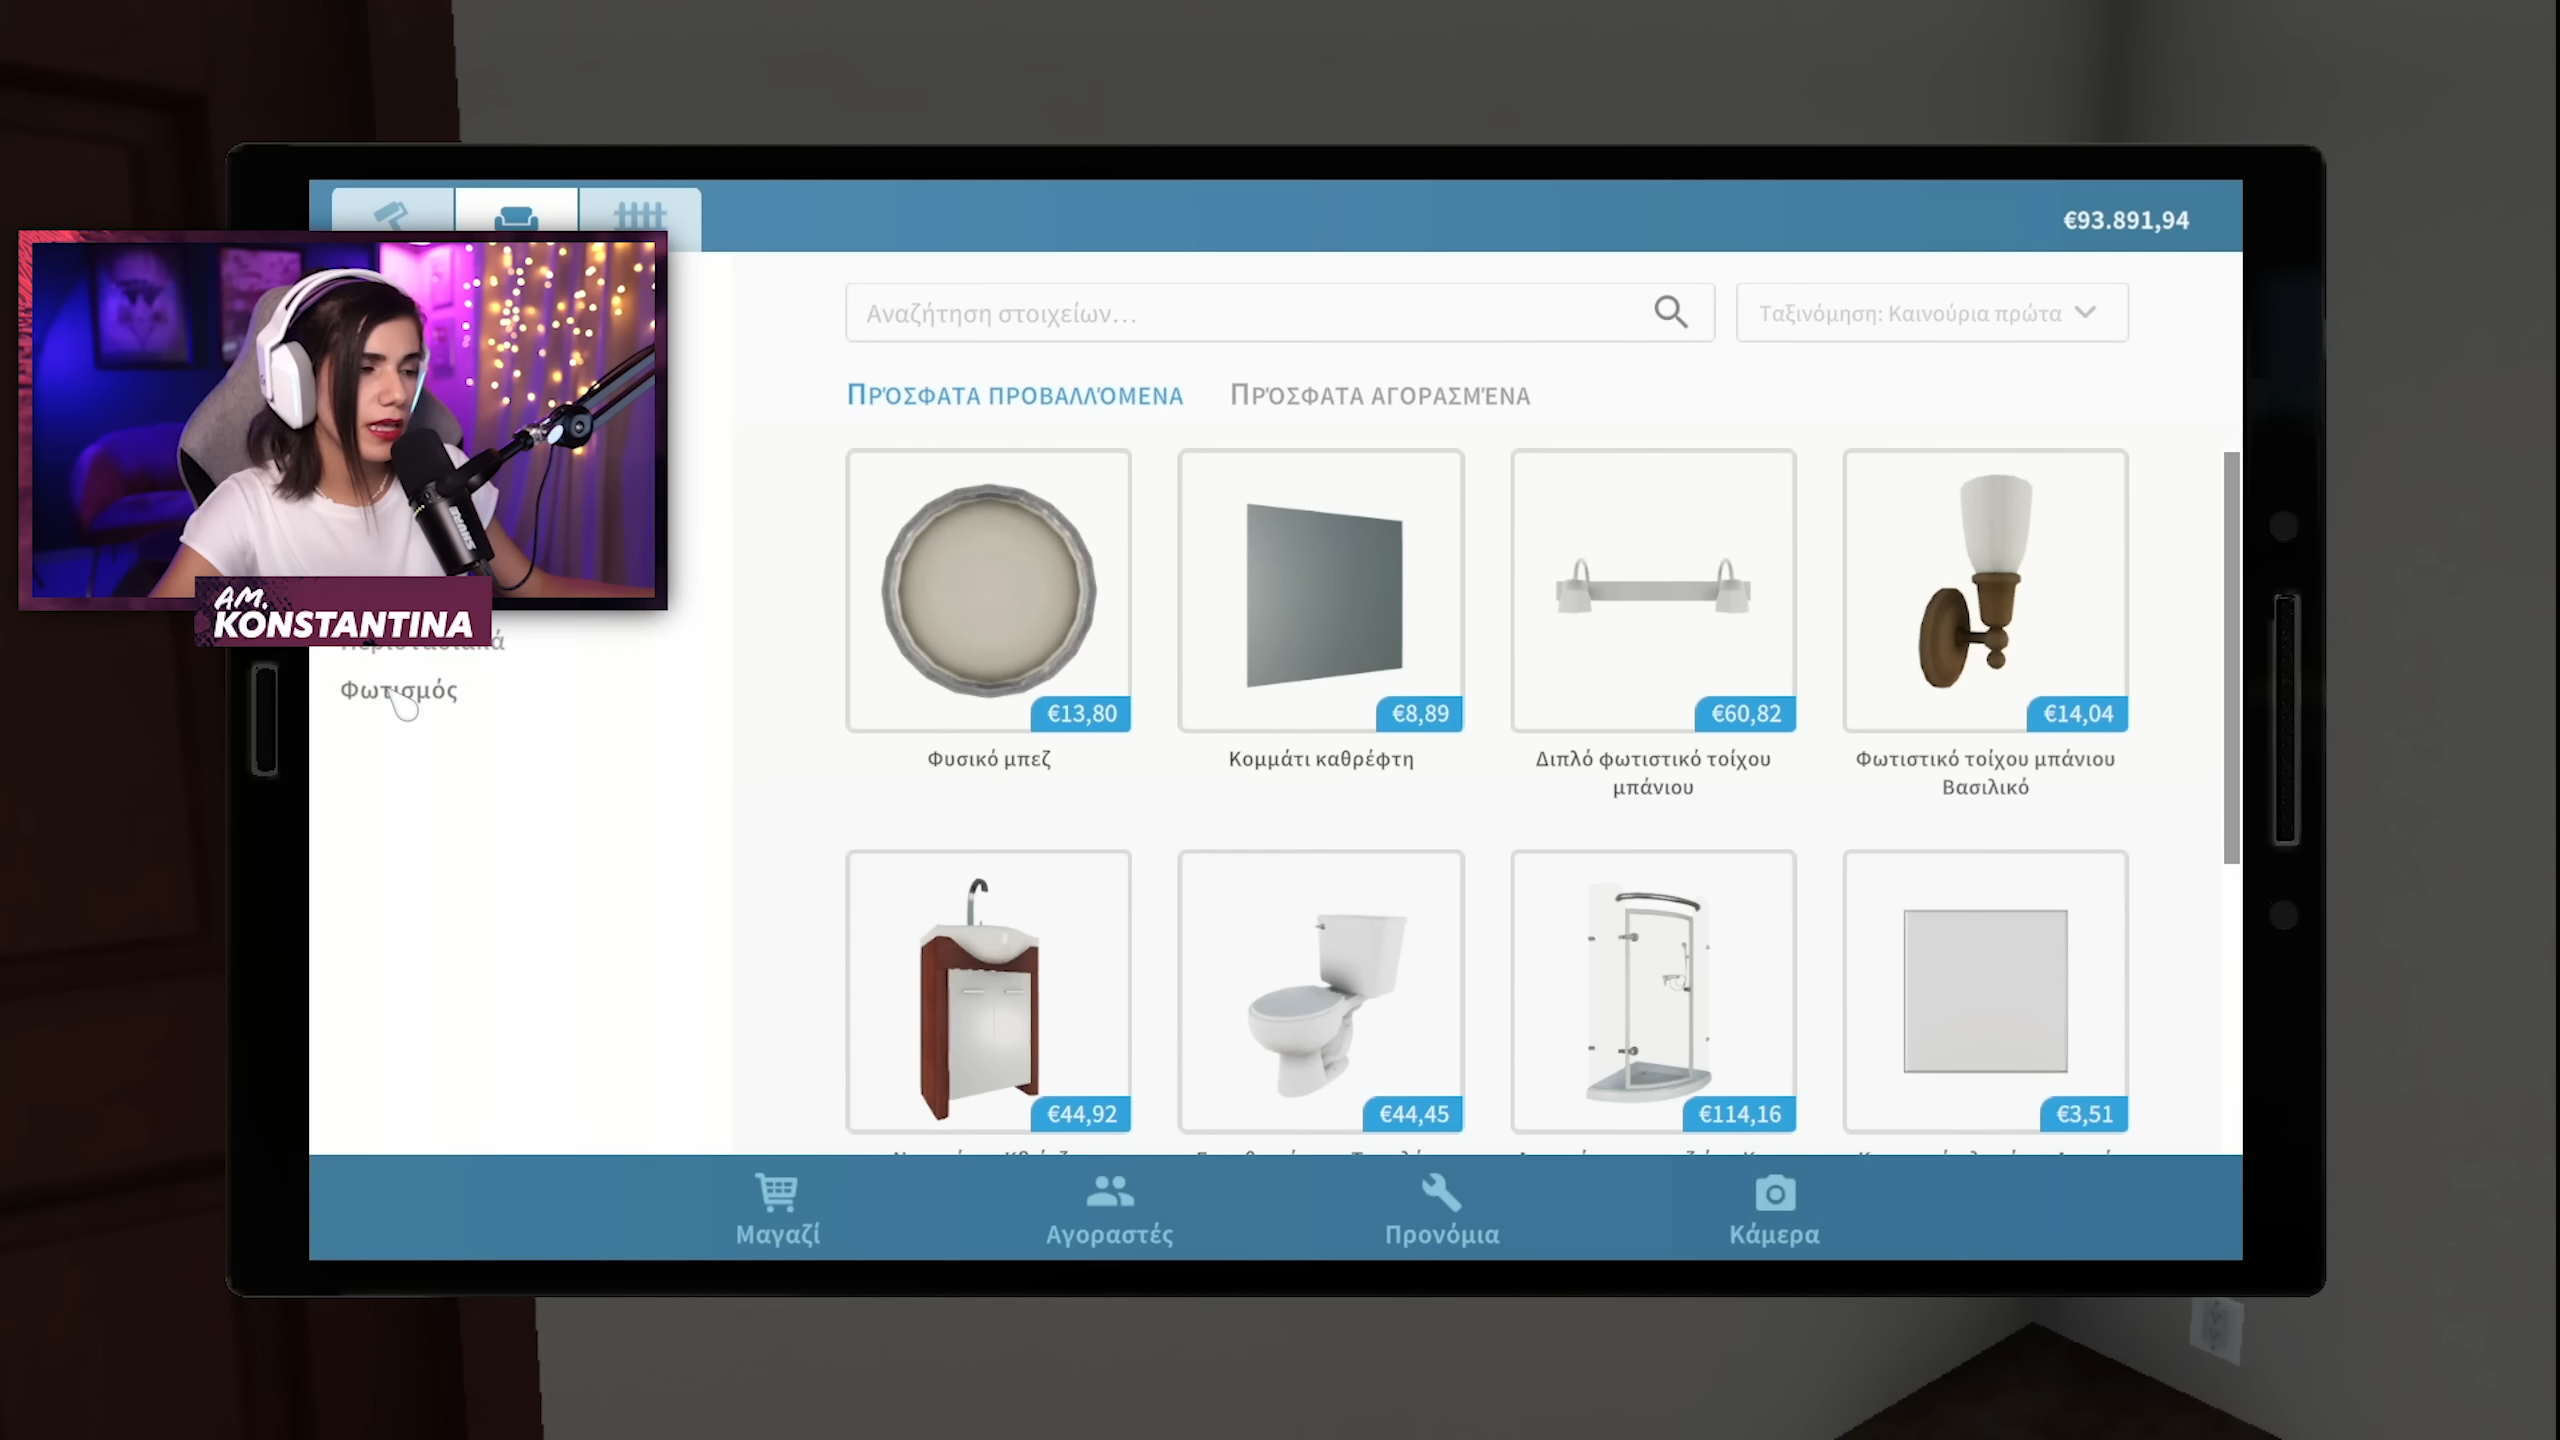 €93.891,94
Αναζήτηση στοιχείων...
Ταξινόμηση: Καινούρια πρώτα
ΠΡΌΣΦΑΤΑ ΠΡΟΒΑΛΛΌΜΕΝΑ
ΠΡΌΣΦΑΤΑ ΑΓΟΡΑΣΜΈΝΑ
AM.
KONSTANTINA
Φωτισμός
€13,80
€8,89
€60,82
€14,04
Φυσικό μπεζ
Κομμάτι καθρέφτη
Διπλό φωτιστικό τοίχου
μπάνιου
Φωτιστικό τοίχου μπάνιου
Βασιλικό
€44,92
€44,45
€114,16
€3,51
Μαγαζί
Αγοραστές
Προνόμια
Κάμερα